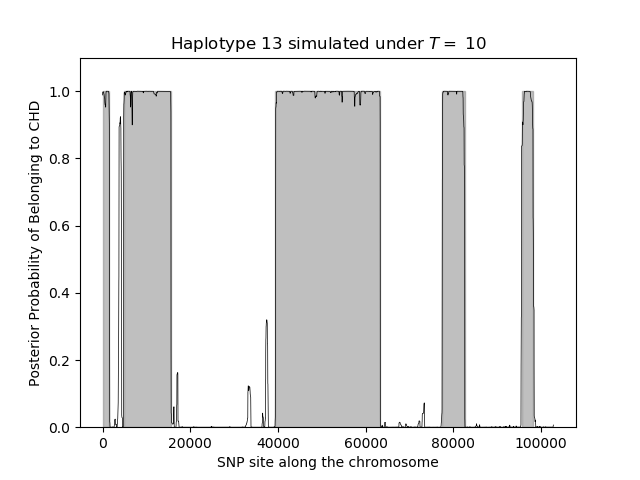 Haplotype 13 simulated under T = 10
Posterior Probability of Belonging to CHD
1.0
0.8
0.6
0.4
0.2
0.0
0 20000 40000 60000 80000 100000
SNP site along the chromosome